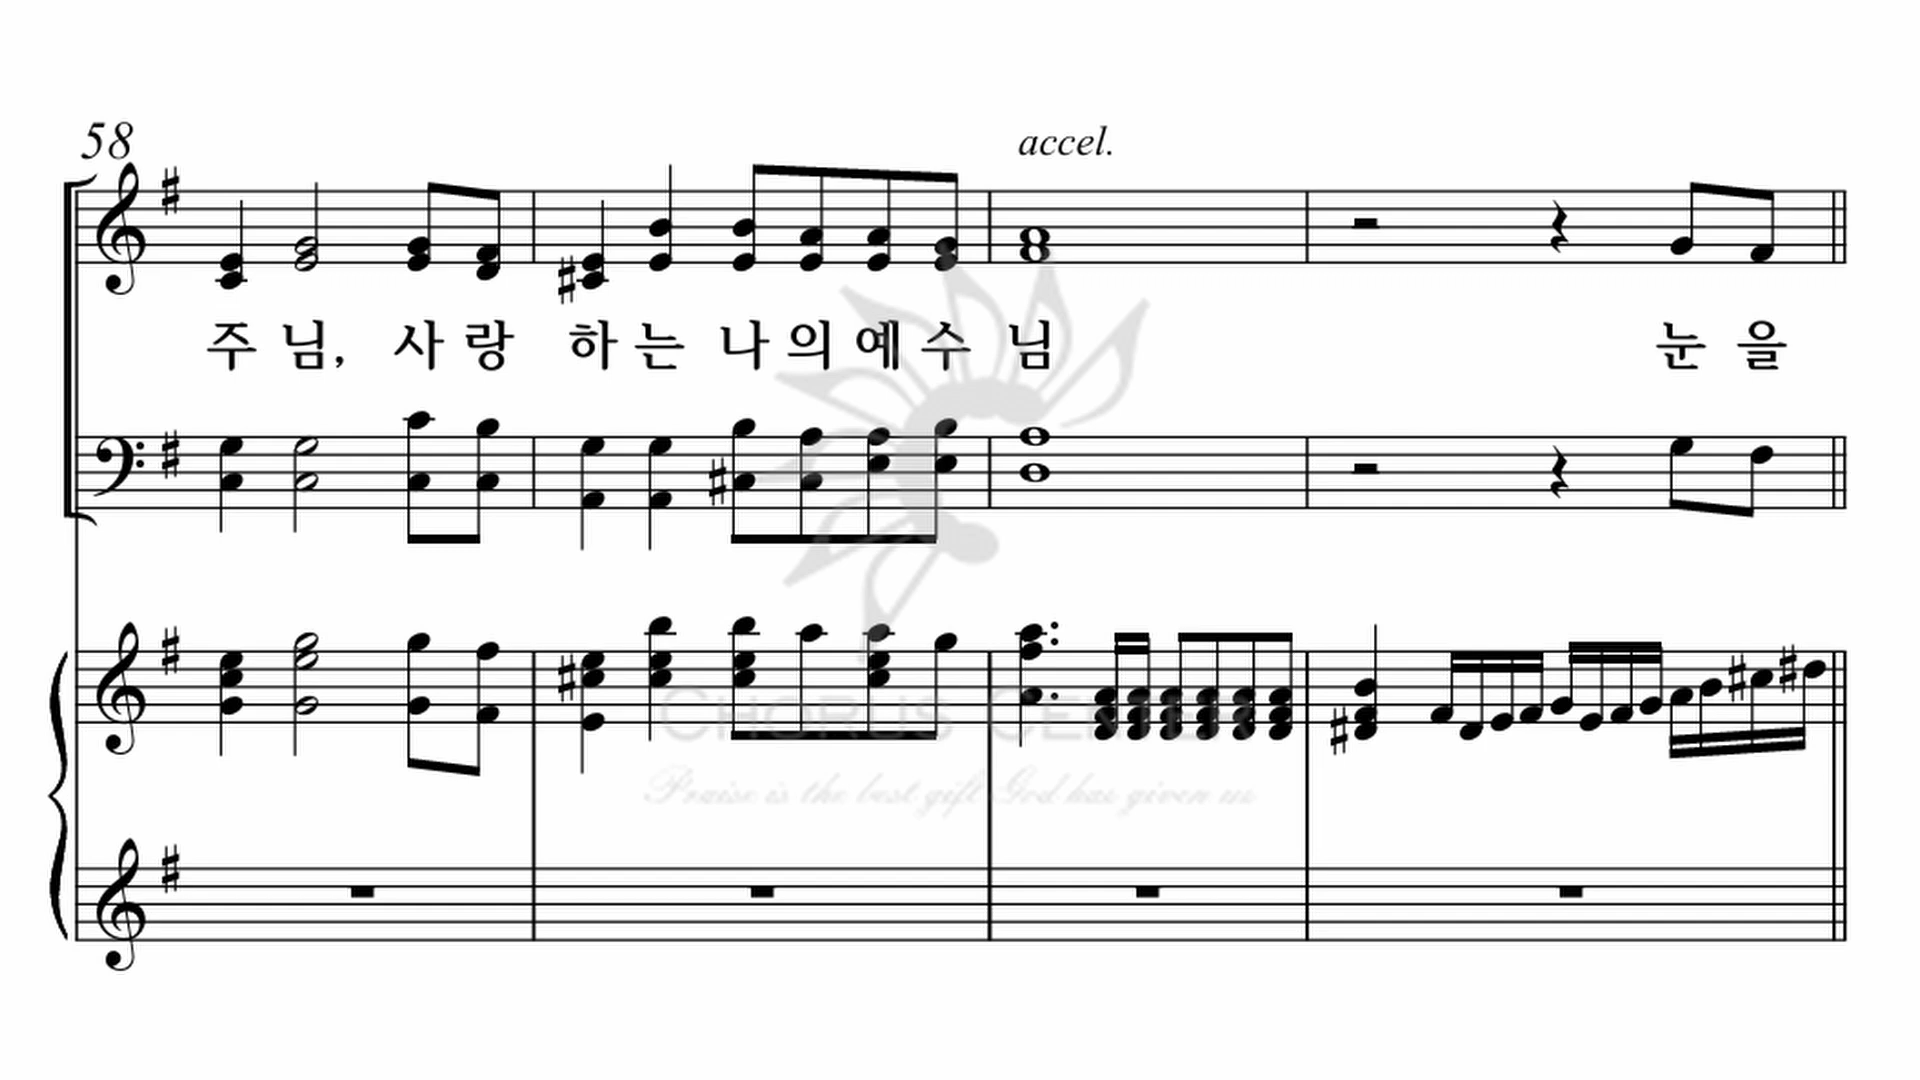 58
accel.
주 님, 사 랑 하 는 나 의 예 수 님 눈 을
CHORUS CENTER
Praise is the best gift God has given us